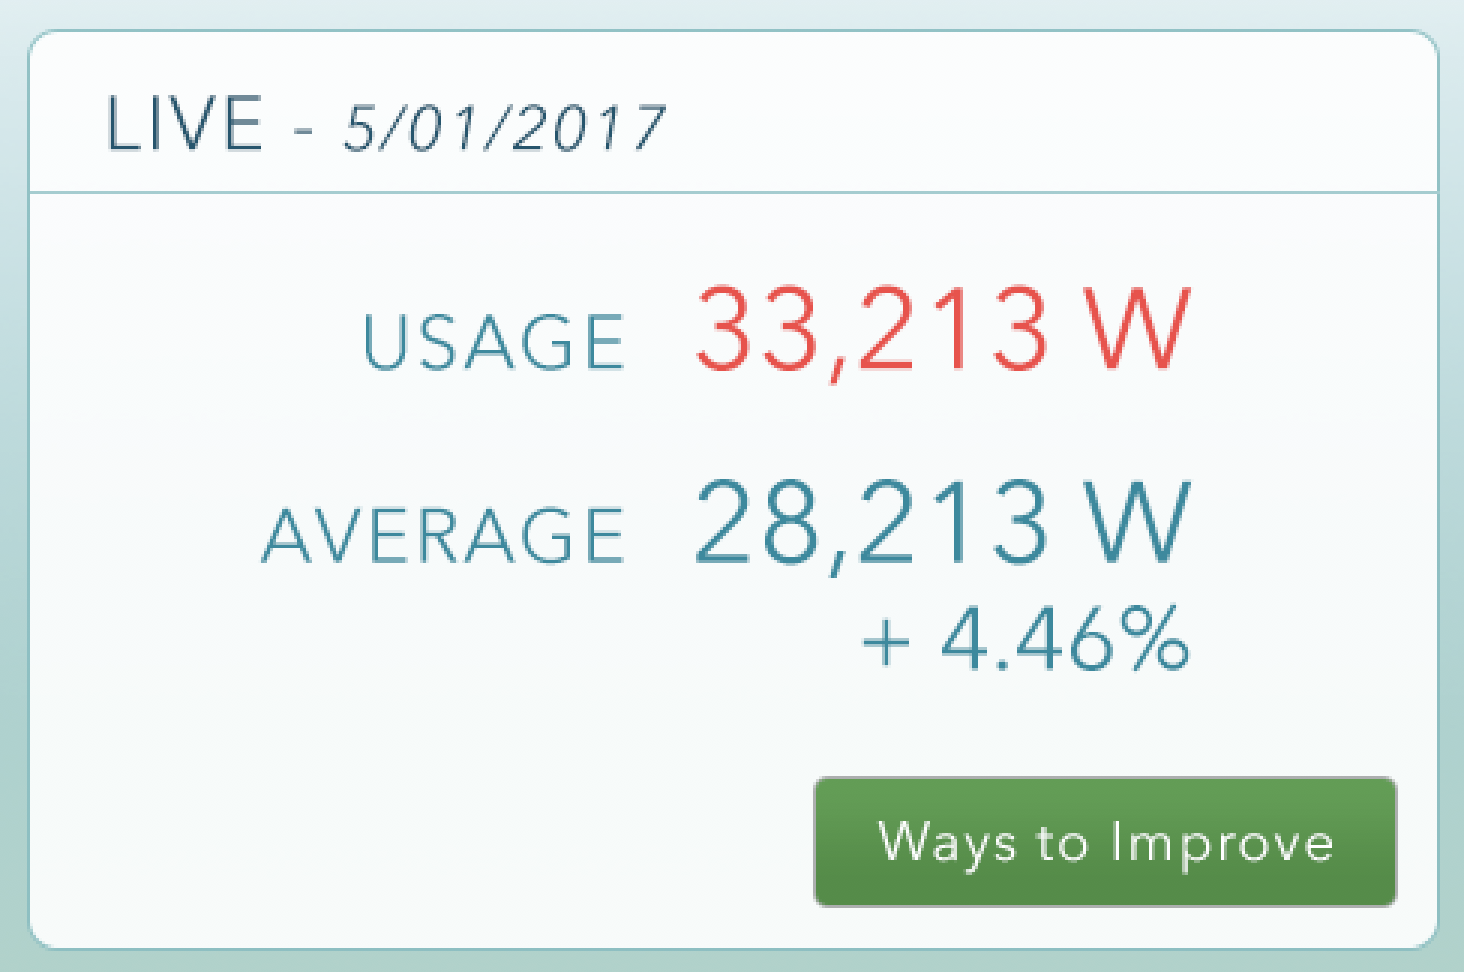 LIVE - 5/01/2017
USAGE 33,213 W
AVERAGE 28,213 W
+ 4.46%
Ways to Improve